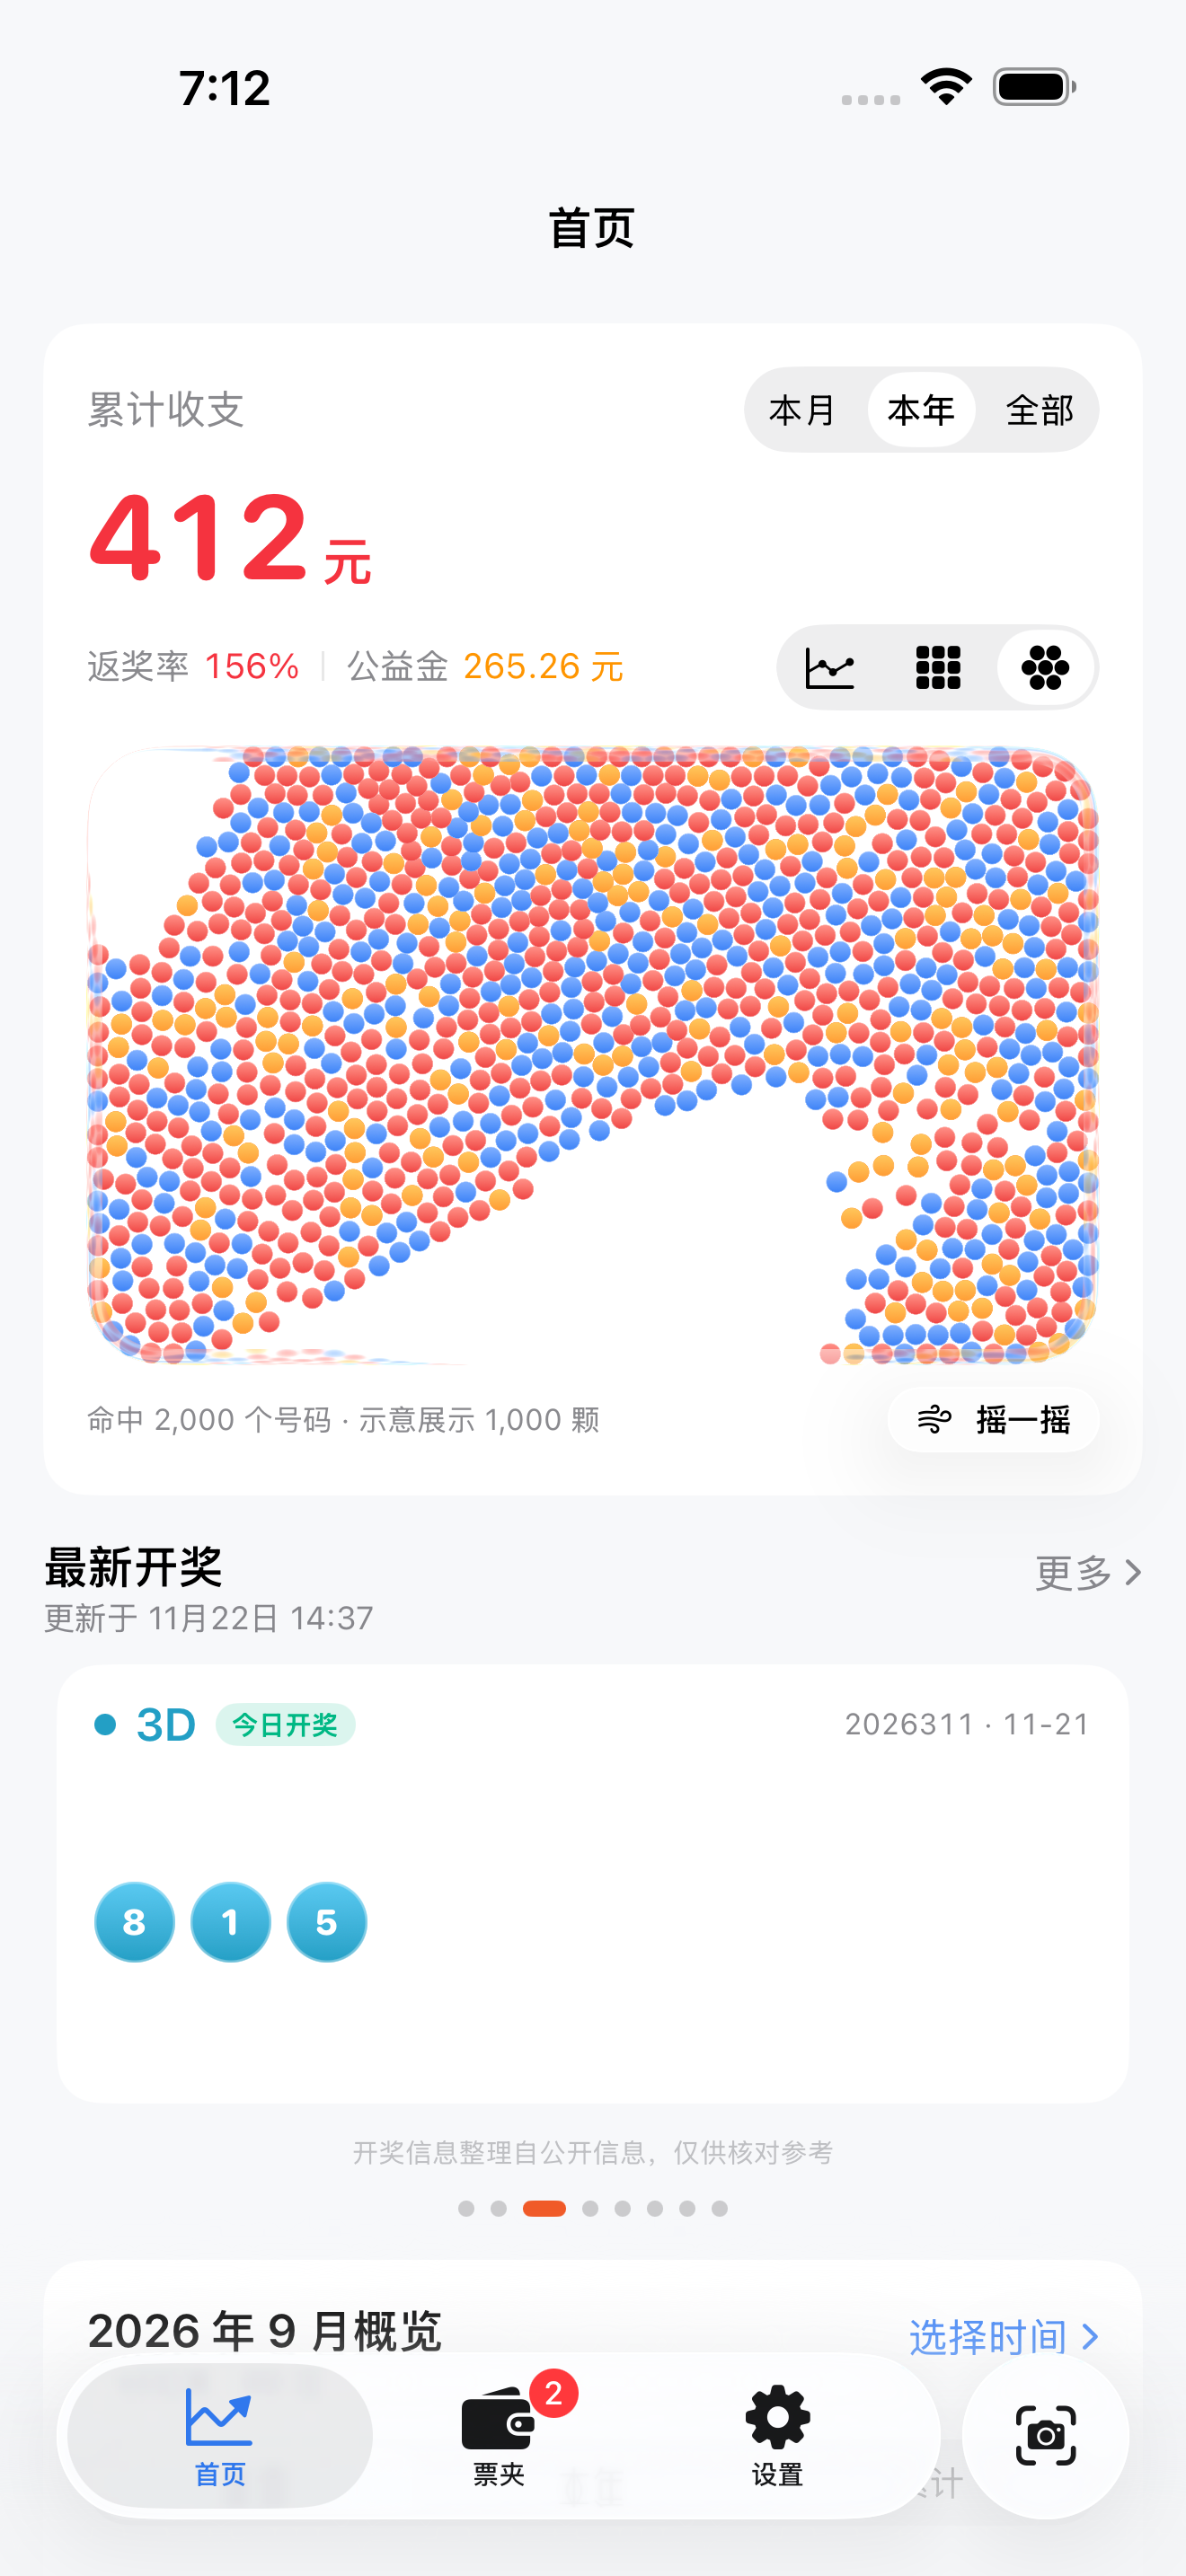 7:12
首页
累计收支
本月 本年 全部
412 元
返奖率 156% 公益金 265.26 元
命中 2,000 个号码 · 示意展示 1,000 颗
摇一摇
最新开奖
更多
更新于 11月22日 14:37
3D 今日开奖 2026311 · 11-21
8 1 5
开奖信息整理自公开信息，仅供核对参考
2026 年 9 月概览
选择时间
2
首页 票夹 设置
计